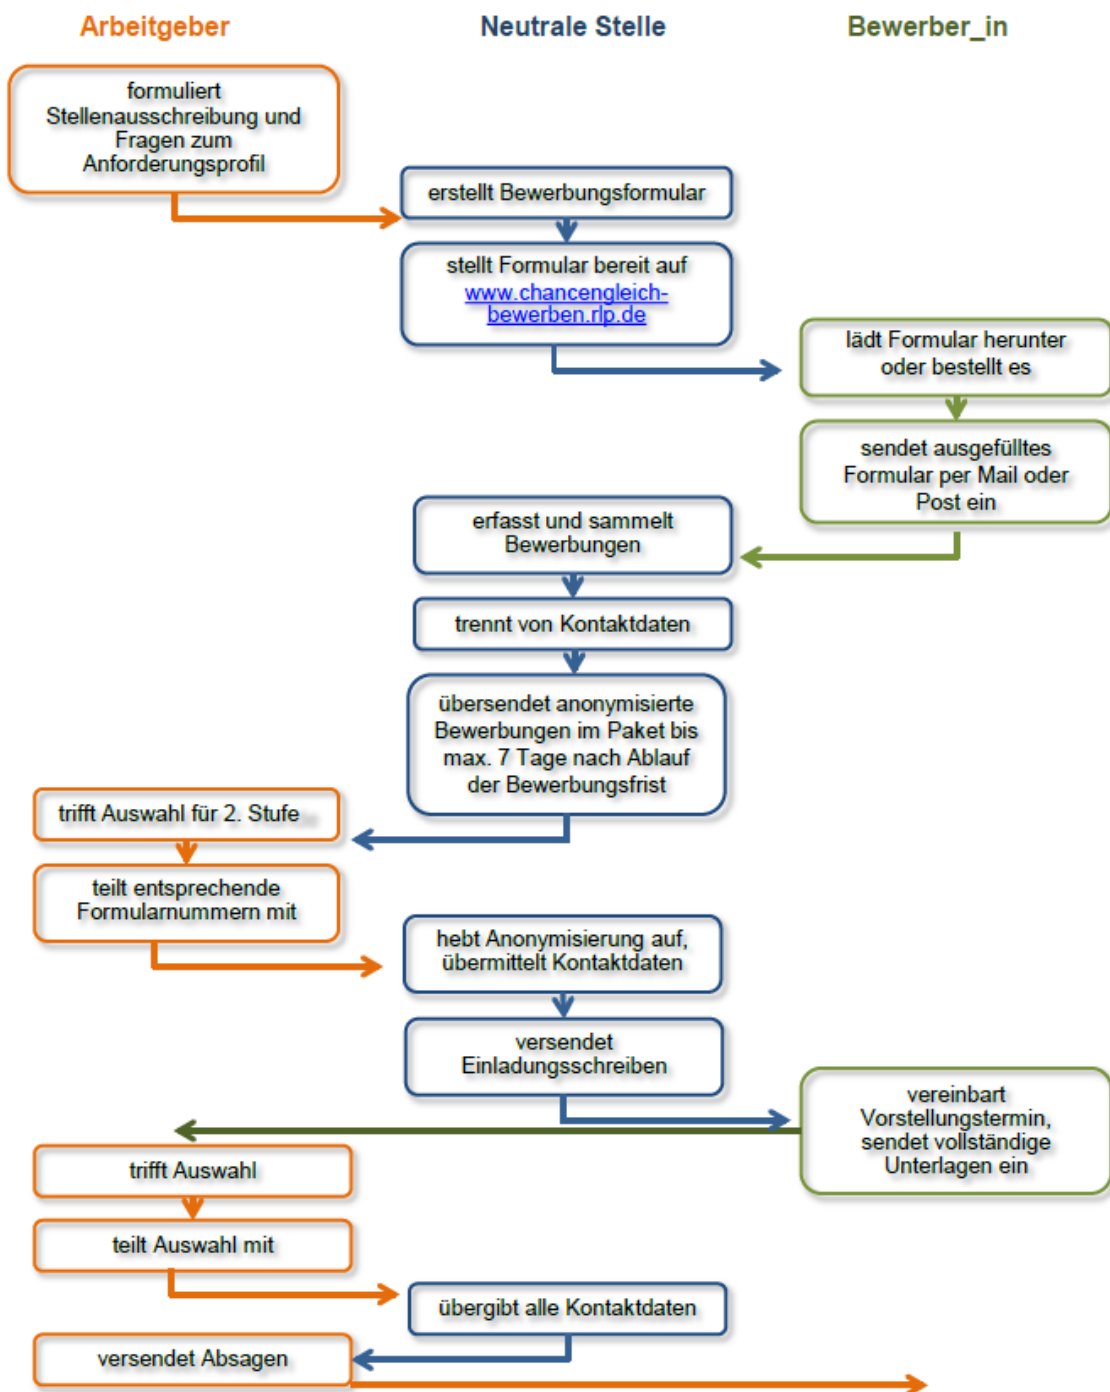 Arbeitgeber
Neutrale Stelle
Bewerber_in
formuliert
Stellenausschreibung und
Fragen zum
Anforderungsprofil
erstellt Bewerbungsformular
stellt Formular bereit auf
www.chancengleich-
bewerben.rlp.de
lädt Formular herunter
oder bestellt es
sendet ausgefülltes
Formular per Mail oder
Post ein
erfasst und sammelt
Bewerbungen
trennt von Kontaktdaten
übersendet anonymisierte
Bewerbungen im Paket bis
max. 7 Tage nach Ablauf
der Bewerbungsfrist
trifft Auswahl für 2. Stufe
teilt entsprechende
Formularnummern mit
hebt Anonymisierung auf,
übermittelt Kontaktdaten
versendet
Einladungsschreiben
vereinbart
Vorstellungstermin,
sendet vollständige
Unterlagen ein
trifft Auswahl
teilt Auswahl mit
übergibt alle Kontaktdaten
versendet Absagen